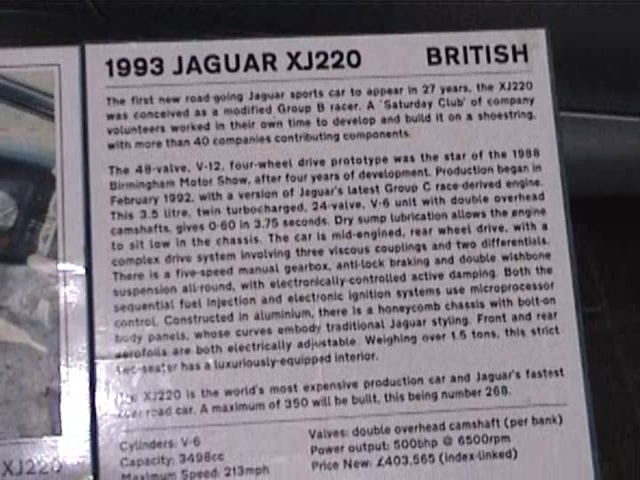 1993 JAGUAR XJ220 BRITISH
The first new road-going Jaguar sports car to appear in 27 years, the XJ220
was conceived as a modified Group B racer. A 'Saturday Club' of company
volunteers worked in their own time to develop and build it on a shoestring,
with more than 40 companies contributing components.
The 48-valve, V-12, four-wheel drive prototype was the star of the 1988
Birmingham Motor Show, after four years of development. Production began in
February 1992, with a version of Jaguar's latest Group C race-derived engine.
This 3.5 litre, twin turbocharged, 24-valve, V-6 unit with double overhead
camshafts, gives 0-60 in 3.75 seconds. Dry sump lubrication allows the engine
to sit low in the chassis. The car is mid-engined, rear wheel drive, with a
complex drive system involving three viscous couplings and two differentials.
There is a five-speed manual gearbox, anti-lock braking and double wishbone
suspension all-round, with electronically-controlled active damping. Both the
sequential fuel injection and electronic ignition systems use microprocessor
control. Constructed in aluminium, there is a honeycomb chassis with bolt-on
body panels, whose curves embody traditional Jaguar styling. Front and rear
aerofoils are both electrically adjustable. Weighing over 1.5 tons, this strict
two-seater has a luxuriously-equipped interior.
The XJ220 is the world's most expensive production car and Jaguar's fastest
ever road car. A maximum of 350 will be built, this being number 268.
Cylinders: V-6
Capacity: 3498cc
Maximum Speed: 213mph
Valves: double overhead camshaft (per bank)
Power output: 500bhp @ 6500rpm
Price New: £403,565 (index-linked)
XJ220